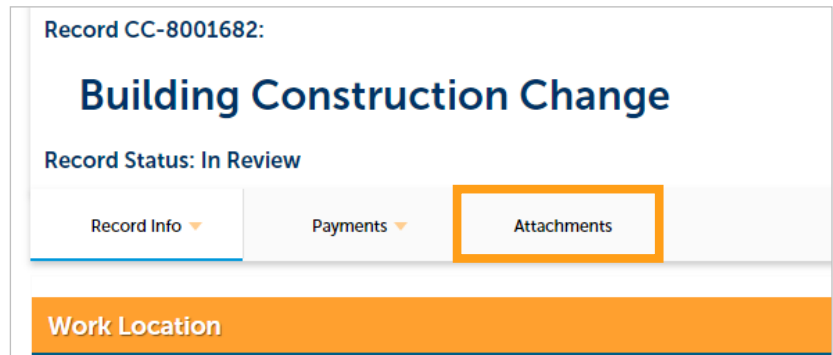 Record CC-8001682:
Building Construction Change
Record Status: In Review
Record Info Payments Attachments
Work Location